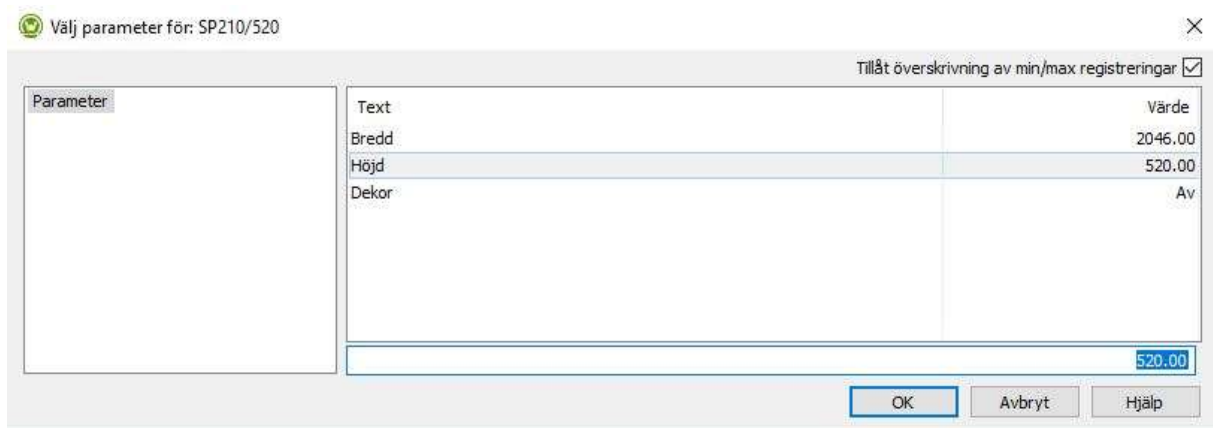 Välj parameter för: SP210/520
Tillåt överskrivning av min/max registreringar
Parameter
Text Värde
Bredd 2046.00
Höjd 520.00
Dekor Av
520.00
OK Avbryt Hjälp